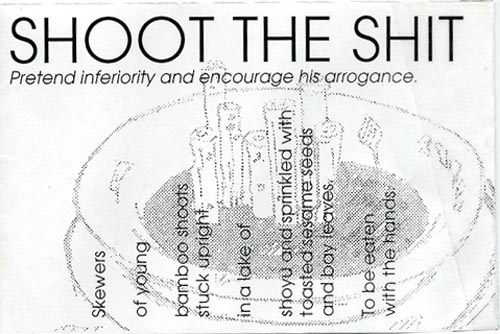 SHOOT THE SHIT
Pretend inferiority and encourage his arrogance.
Skewers
of young
bamboo shoots
stuck upright
in a lake of
shoyu and sprinkled with
toasted sesame seeds
and bay leaves.
To be eaten
with the hands.